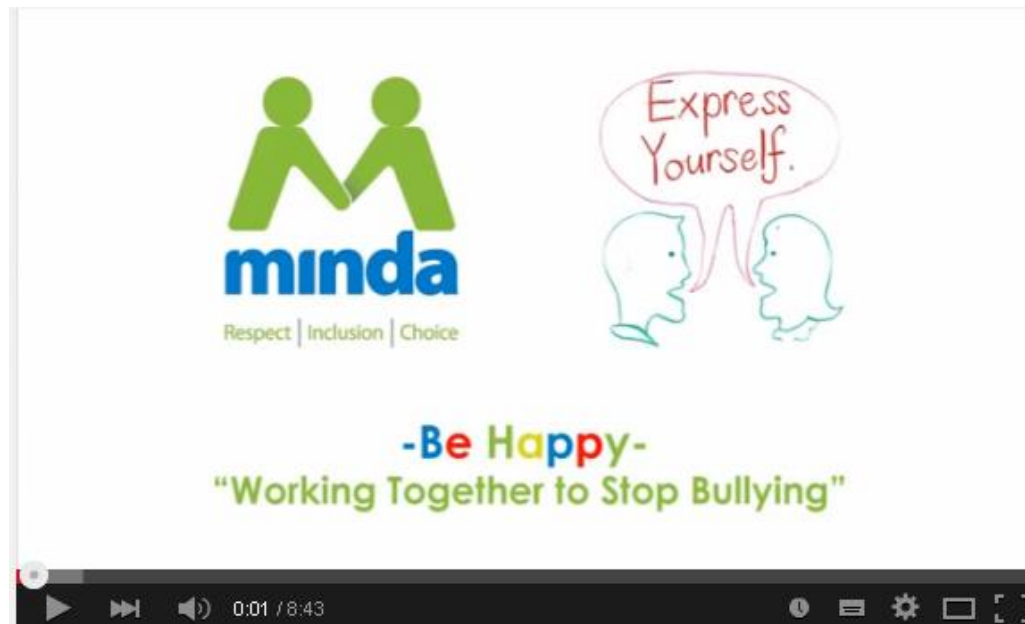 Express
Yourself.
minda
Respect | Inclusion | Choice
-Be Happy-
“Working Together to Stop Bullying”
0:01 / 8:43